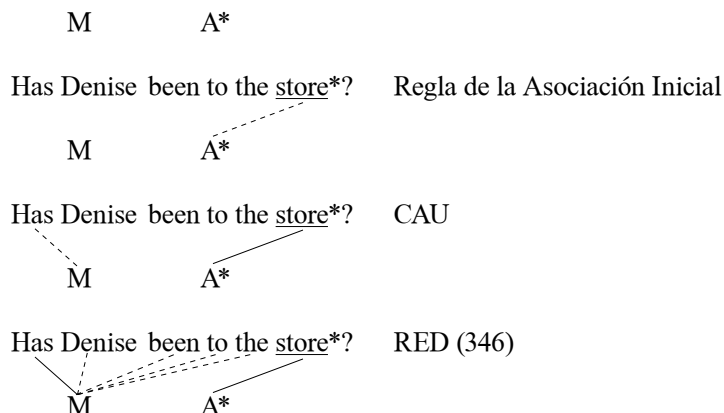 M A*
Has Denise been to the store*? Regla de la Asociación Inicial
M A*
Has Denise been to the store*? CAU
M A*
Has Denise been to the store*? RED (346)
M A*